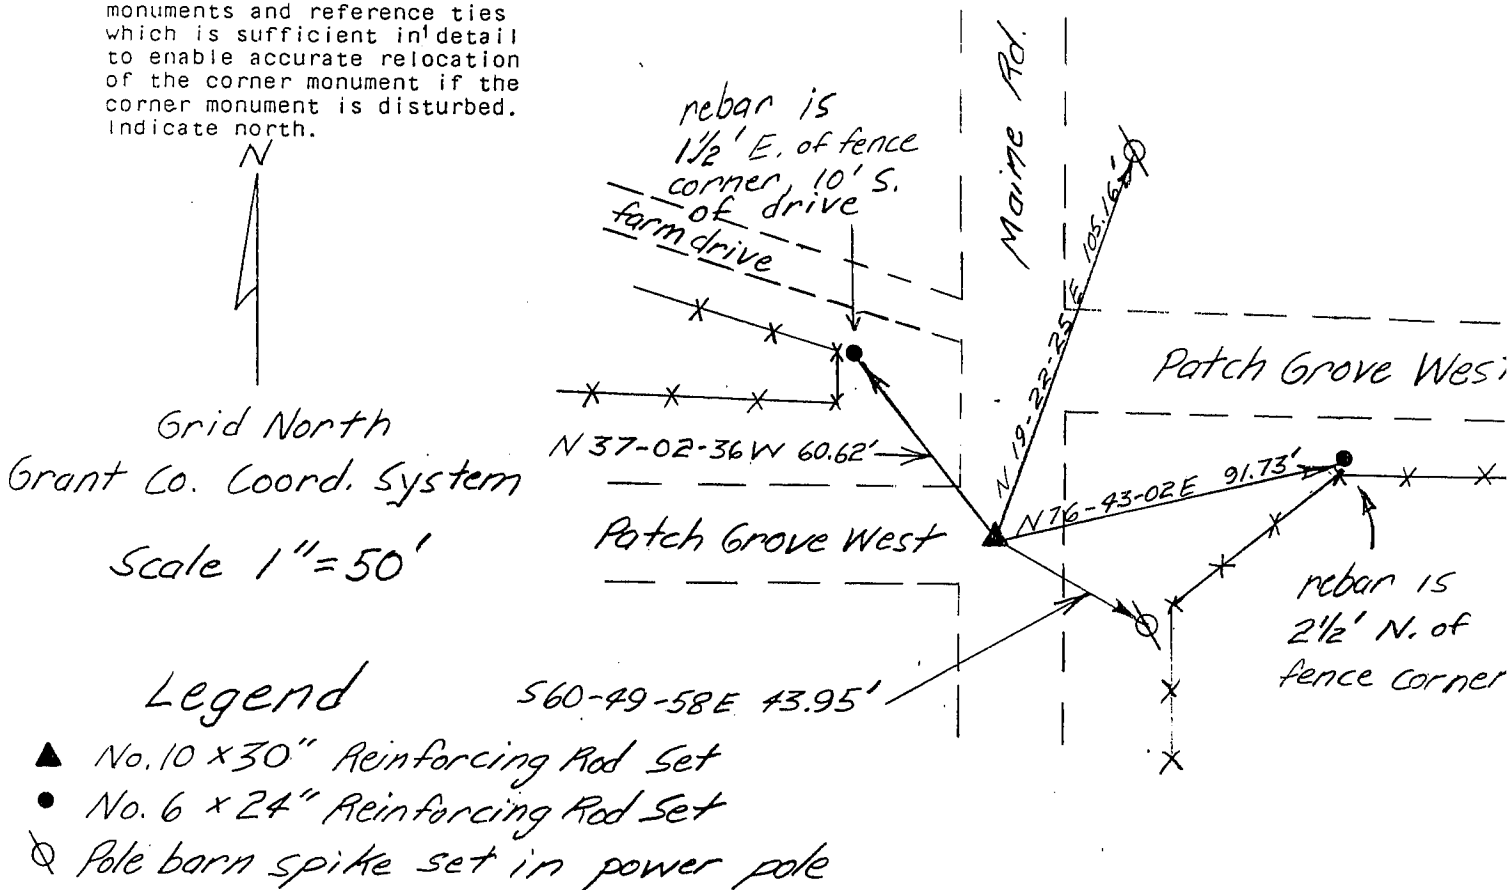 monuments and reference ties
which is sufficient in detail
to enable accurate relocation
of the corner monument if the
corner monument is disturbed.
Indicate north.
N
Grid North
Grant Co. Coord. System
Scale 1"=50'
rebar is
1½' E. of fence
corner, 10' S.
of drive
farm drive
Maine Rd.
N 19-22-25 E 105.16'
Patch Grove Wes
N 37-02-36 W 60.62'
N 76-43-02 E 91.73'
Patch Grove West
rebar is
2½' N. of
fence corner
S60-49-58E 43.95'
Legend
No. 10 x 30" Reinforcing Rod Set
No. 6 x 24" Reinforcing Rod Set
Pole barn spike set in power pole